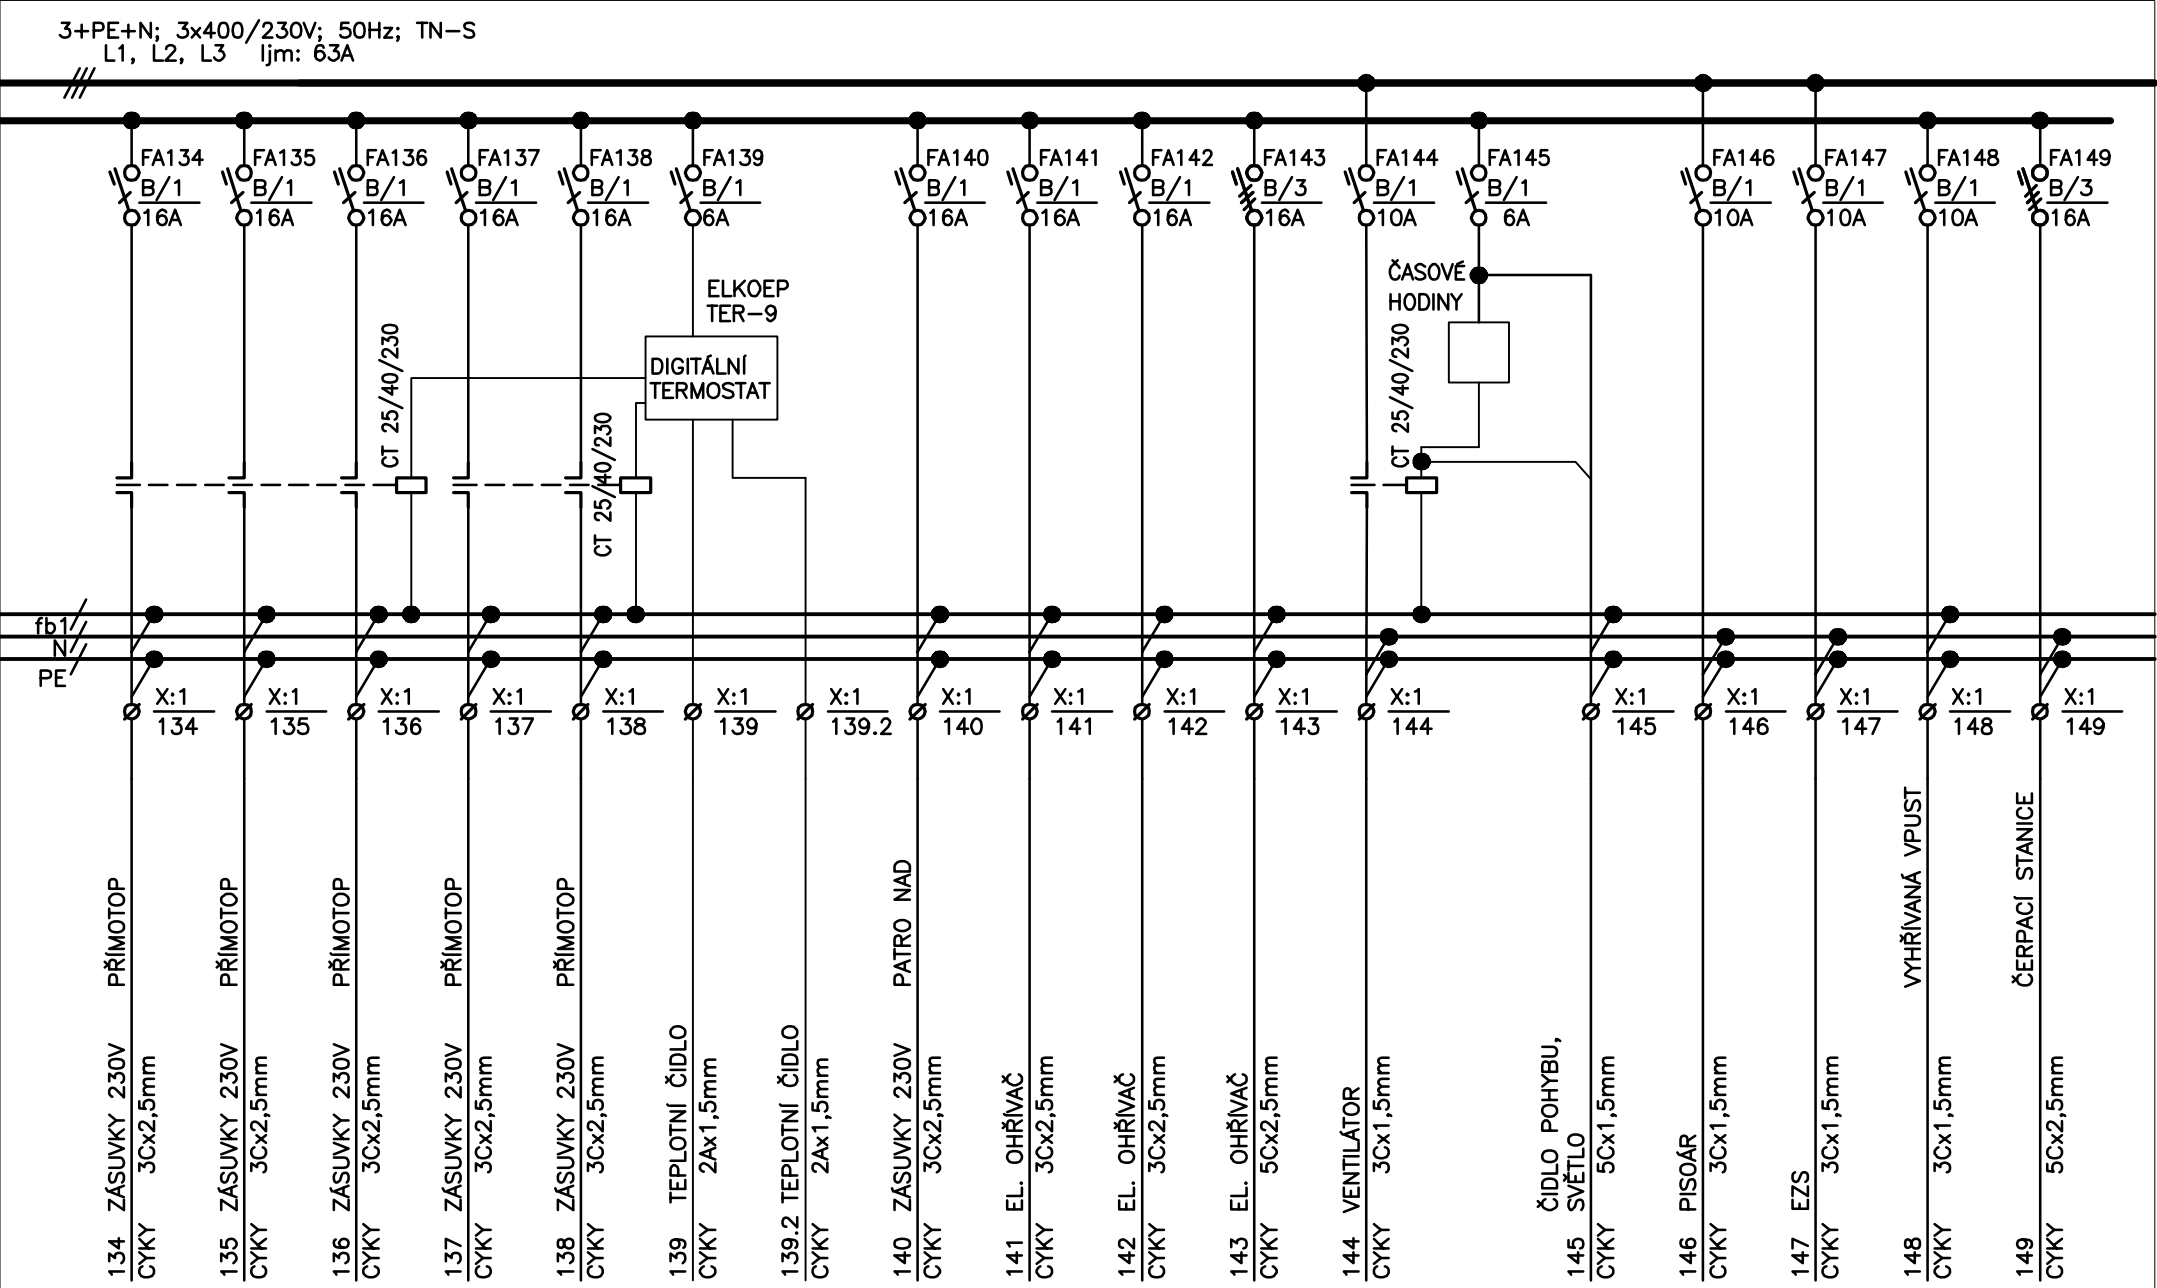 3+PE+N; 3x400/230V; 50Hz; TN-S
L1, L2, L3 Ijm: 63A
FA134
B/1
16A
FA135
B/1
16A
FA136
B/1
16A
FA137
B/1
16A
FA138
B/1
16A
FA139
B/1
6A
FA140
B/1
16A
FA141
B/1
16A
FA142
B/1
16A
FA143
B/3
16A
FA144
B/1
10A
FA145
B/1
6A
FA146
B/1
10A
FA147
B/1
10A
FA148
B/1
10A
FA149
B/3
16A
ELKOEP
TER-9
DIGITÁLNÍ
TERMOSTAT
CT 25/40/230
CT 25/40/230
ČASOVÉ
HODINY
CT 25/40/230
fb1
N
PE
X:1
134
X:1
135
X:1
136
X:1
137
X:1
138
X:1
139
X:1
139.2
X:1
140
X:1
141
X:1
142
X:1
143
X:1
144
X:1
145
X:1
146
X:1
147
X:1
148
X:1
149
134 ZÁSUVKY 230V PŘÍMOTOP
CYKY 3Cx2,5mm
135 ZÁSUVKY 230V PŘÍMOTOP
CYKY 3Cx2,5mm
136 ZÁSUVKY 230V PŘÍMOTOP
CYKY 3Cx2,5mm
137 ZÁSUVKY 230V PŘÍMOTOP
CYKY 3Cx2,5mm
138 ZÁSUVKY 230V PŘÍMOTOP
CYKY 3Cx2,5mm
139 TEPLOTNÍ ČIDLO
CYKY 2Ax1,5mm
139.2 TEPLOTNÍ ČIDLO
CYKY 2Ax1,5mm
140 ZÁSUVKY 230V PATRO NAD
CYKY 3Cx2,5mm
141 EL. OHŘÍVAČ
CYKY 3Cx2,5mm
142 EL. OHŘÍVAČ
CYKY 3Cx2,5mm
143 EL. OHŘÍVAČ
CYKY 5Cx2,5mm
144 VENTILÁTOR
CYKY 3Cx1,5mm
ČIDLO POHYBU,
145 SVĚTLO
CYKY 5Cx1,5mm
146 PISOÁR
CYKY 3Cx1,5mm
147 EZS
CYKY 3Cx1,5mm
148 VYHŘÍVANÁ VPUST
CYKY 3Cx1,5mm
149 ČERPACÍ STANICE
CYKY 5Cx2,5mm